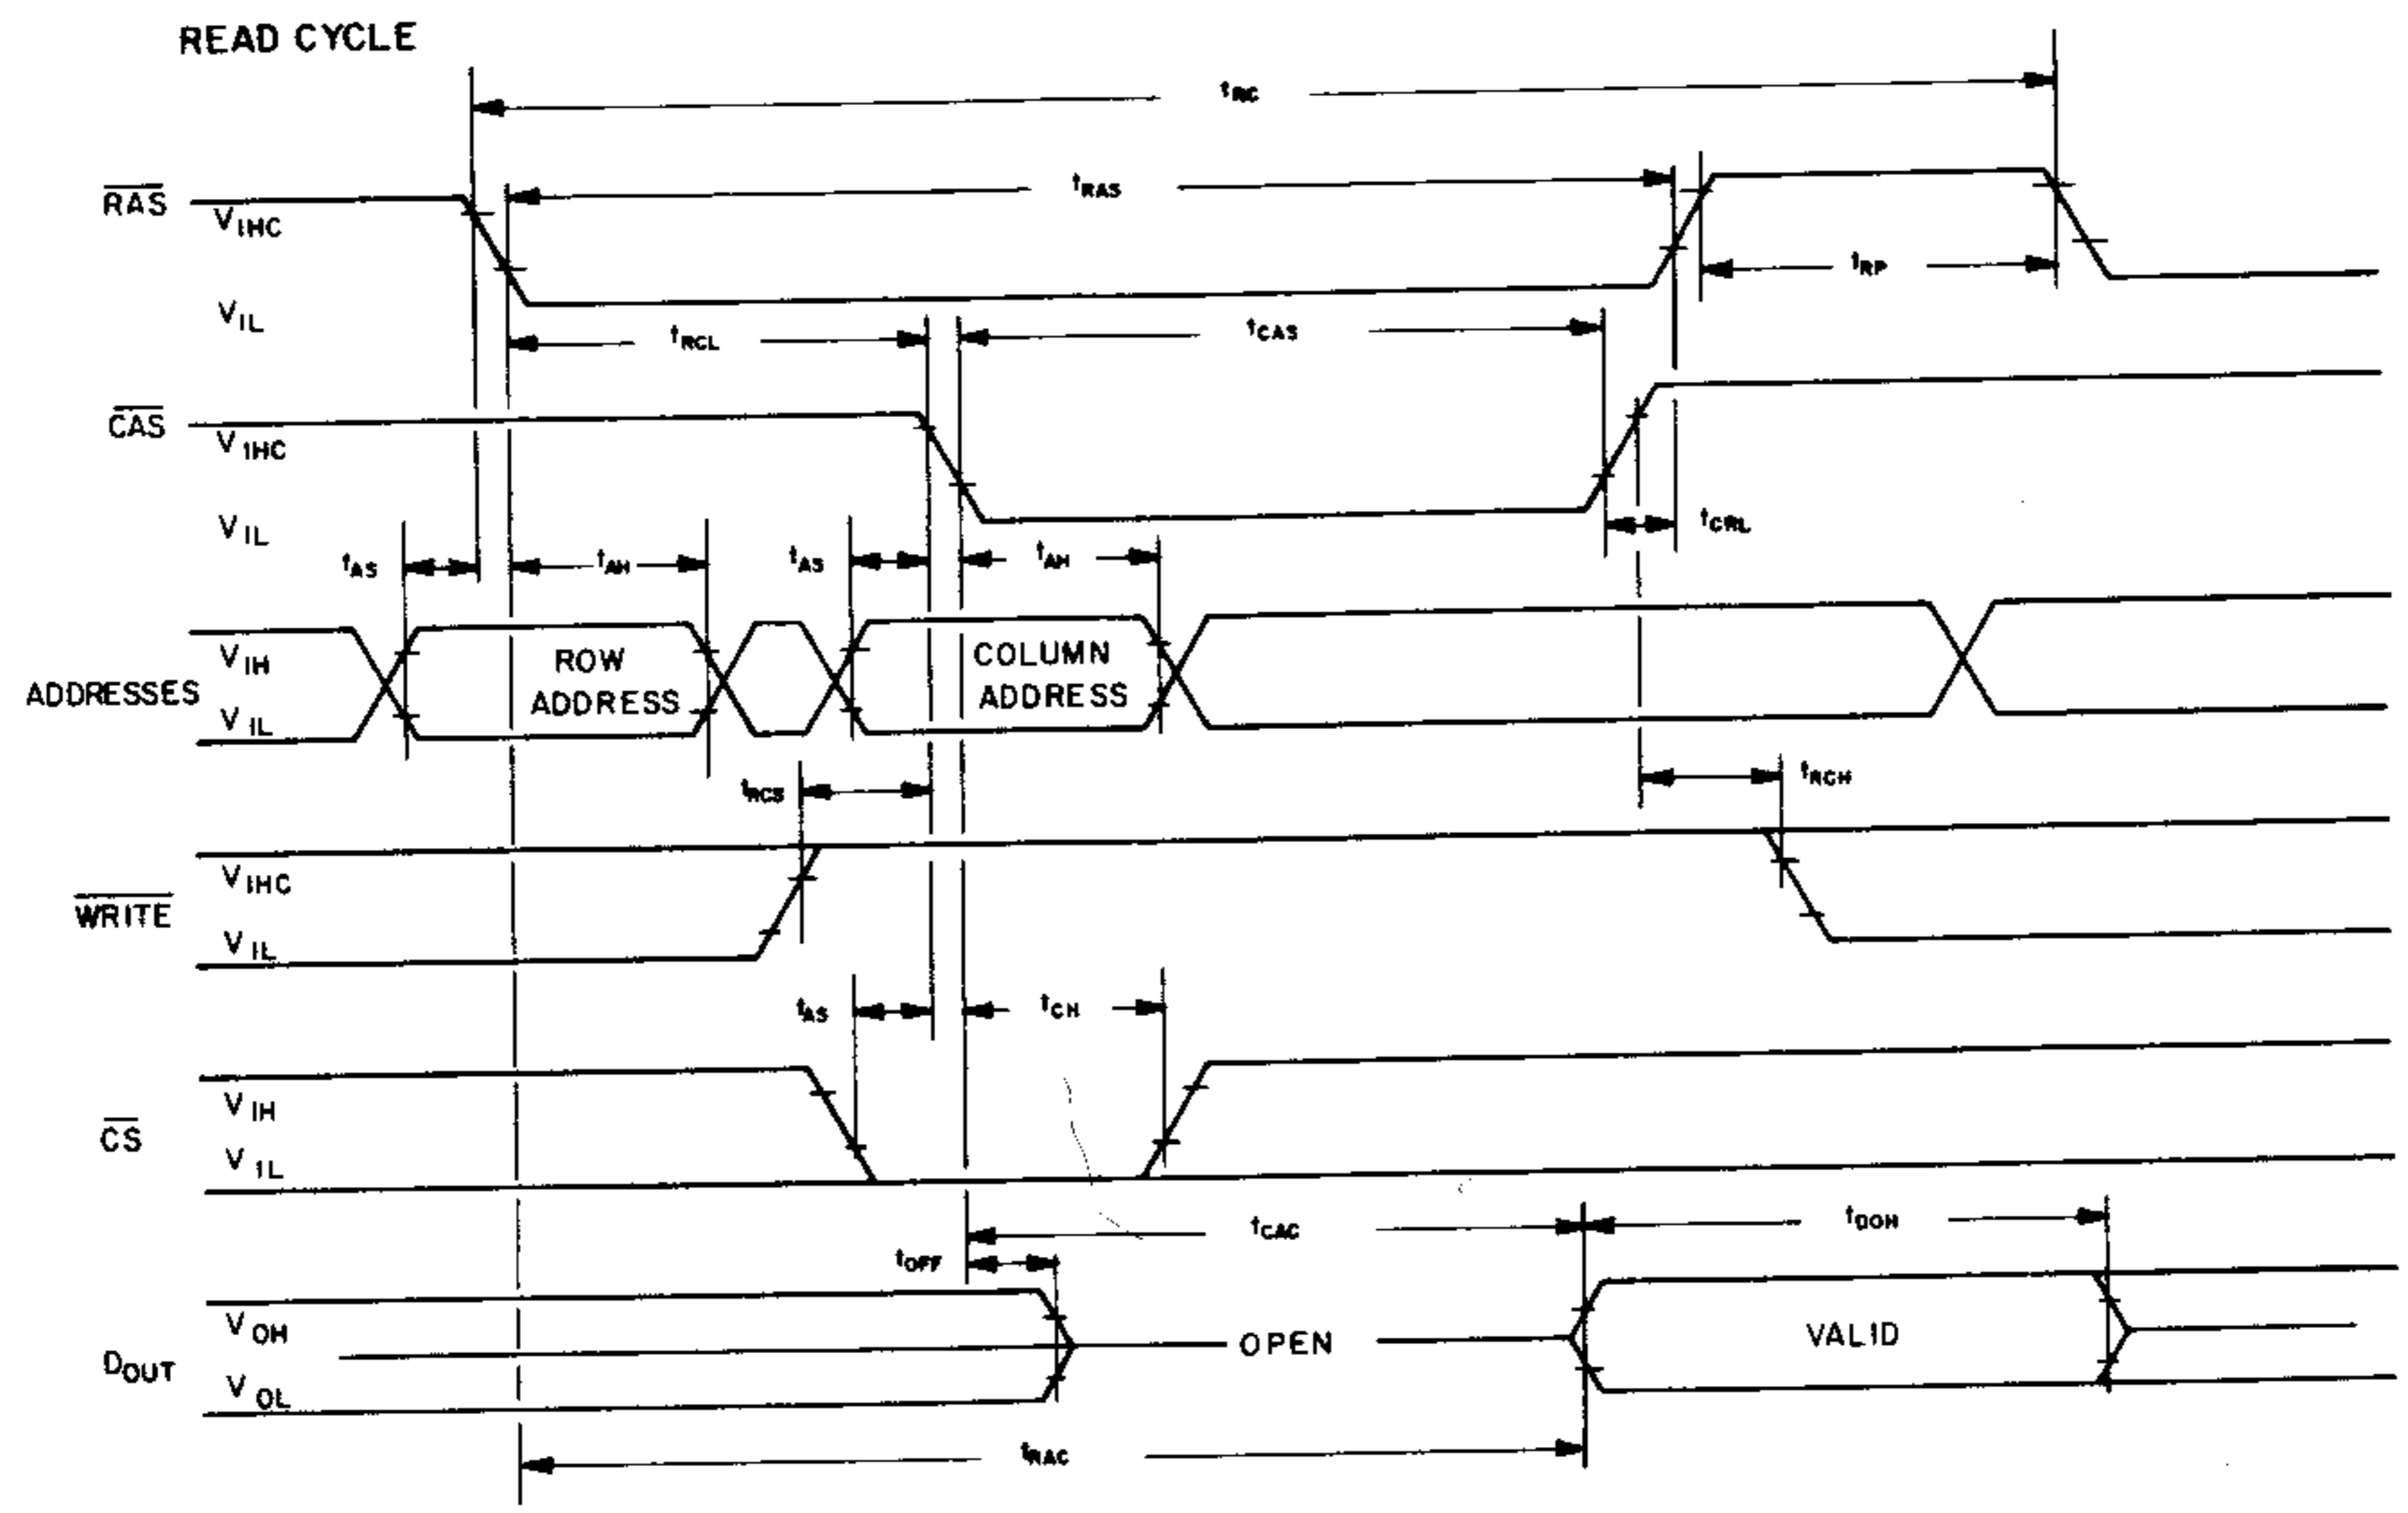 READ CYCLE
tRC
RAS
VIHC
tRAS
tRP
VIL
tRCL
tCAS
CAS
VIHC
VIL
tCRL
tAS
tAH
tAS
tAH
VIH
ROW
ADDRESS
COLUMN
ADDRESS
ADDRESSES
VIL
tRCS
tRCH
VIHC
WRITE
VIL
tAS
tCH
VIH
CS
VIL
tCAC
tDOH
tOFF
VOH
OPEN
VALID
DOUT
VOL
tRAC